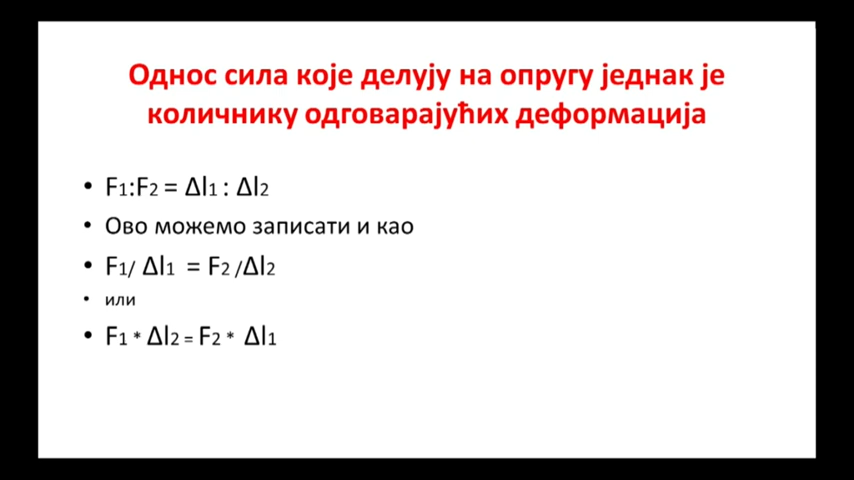 Однос сила које делују на опругу једнак је
количнику одговарајућих деформација
• F1:F2 = Δl1 : Δl2
• Ово можемо записати и као
• F1/ Δl1 = F2 /Δl2
• или
• F1 * Δl2 = F2 * Δl1